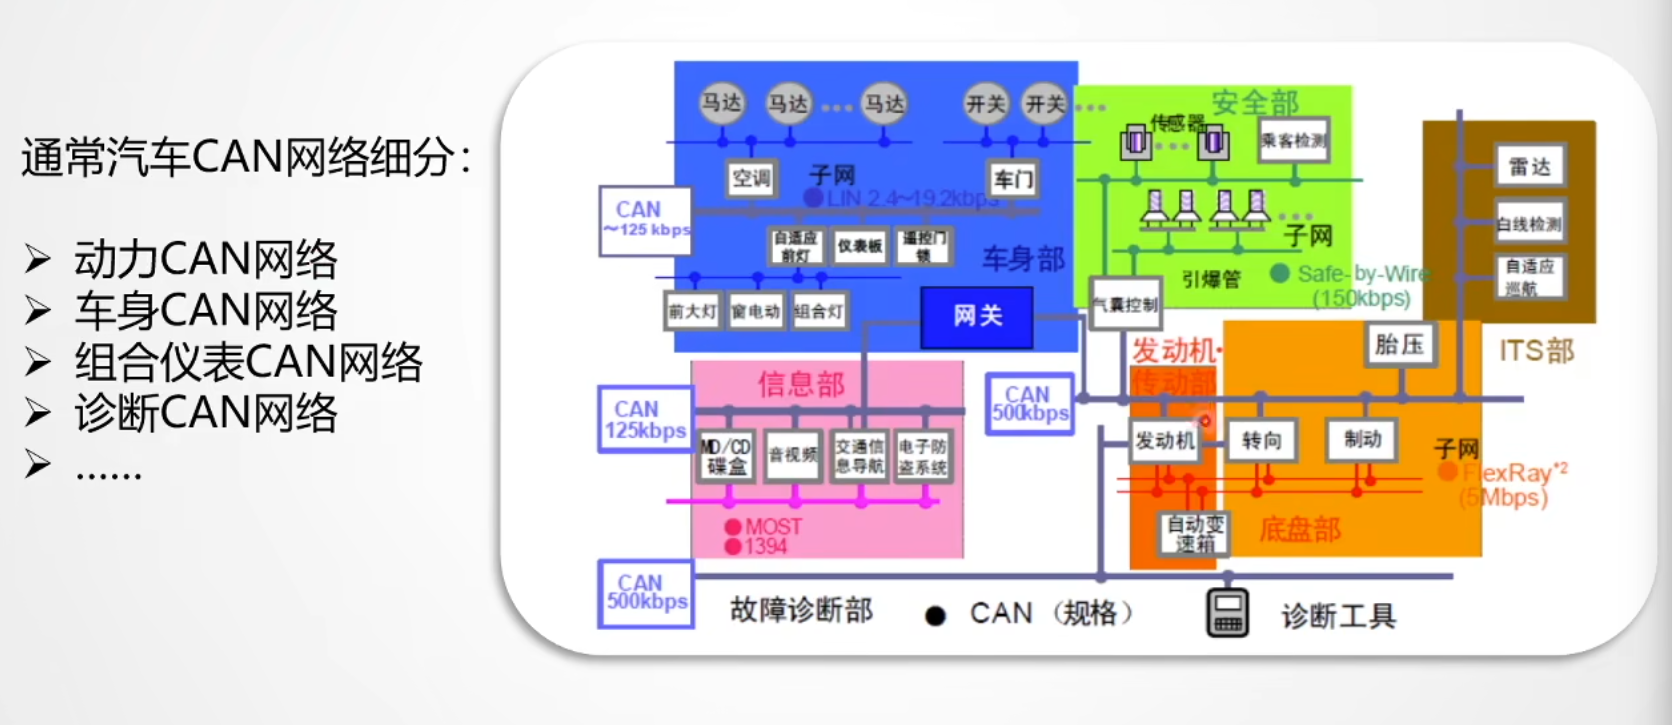 通常汽车CAN网络细分：
➢ 动力CAN网络
➢ 车身CAN网络
➢ 组合仪表CAN网络
➢ 诊断CAN网络
➢ ......
马达
马达
马达
开关
开关
空调
子网
车门
LIN 2.4～19.2kbps
CAN
～125 kbps
自适应
前灯
仪表板
遥控门
锁
车身部
前大灯
窗电动
组合灯
网关
安全部
传感器
乘客检测
子网
引爆管
Safe-by-Wire
(150kbps)
气囊控制
雷达
白线检测
自适应
巡航
ITS部
信息部
CAN
125kbps
MD/CD
碟盒
音视频
交通信
息导航
电子防
盗系统
MOST
1394
CAN
500kbps
发动机·
传动部
胎压
发动机
转向
制动
子网
FlexRay*2
(5Mbps)
自动变
速箱
底盘部
CAN
500kbps
故障诊断部
● CAN（规格）
诊断工具